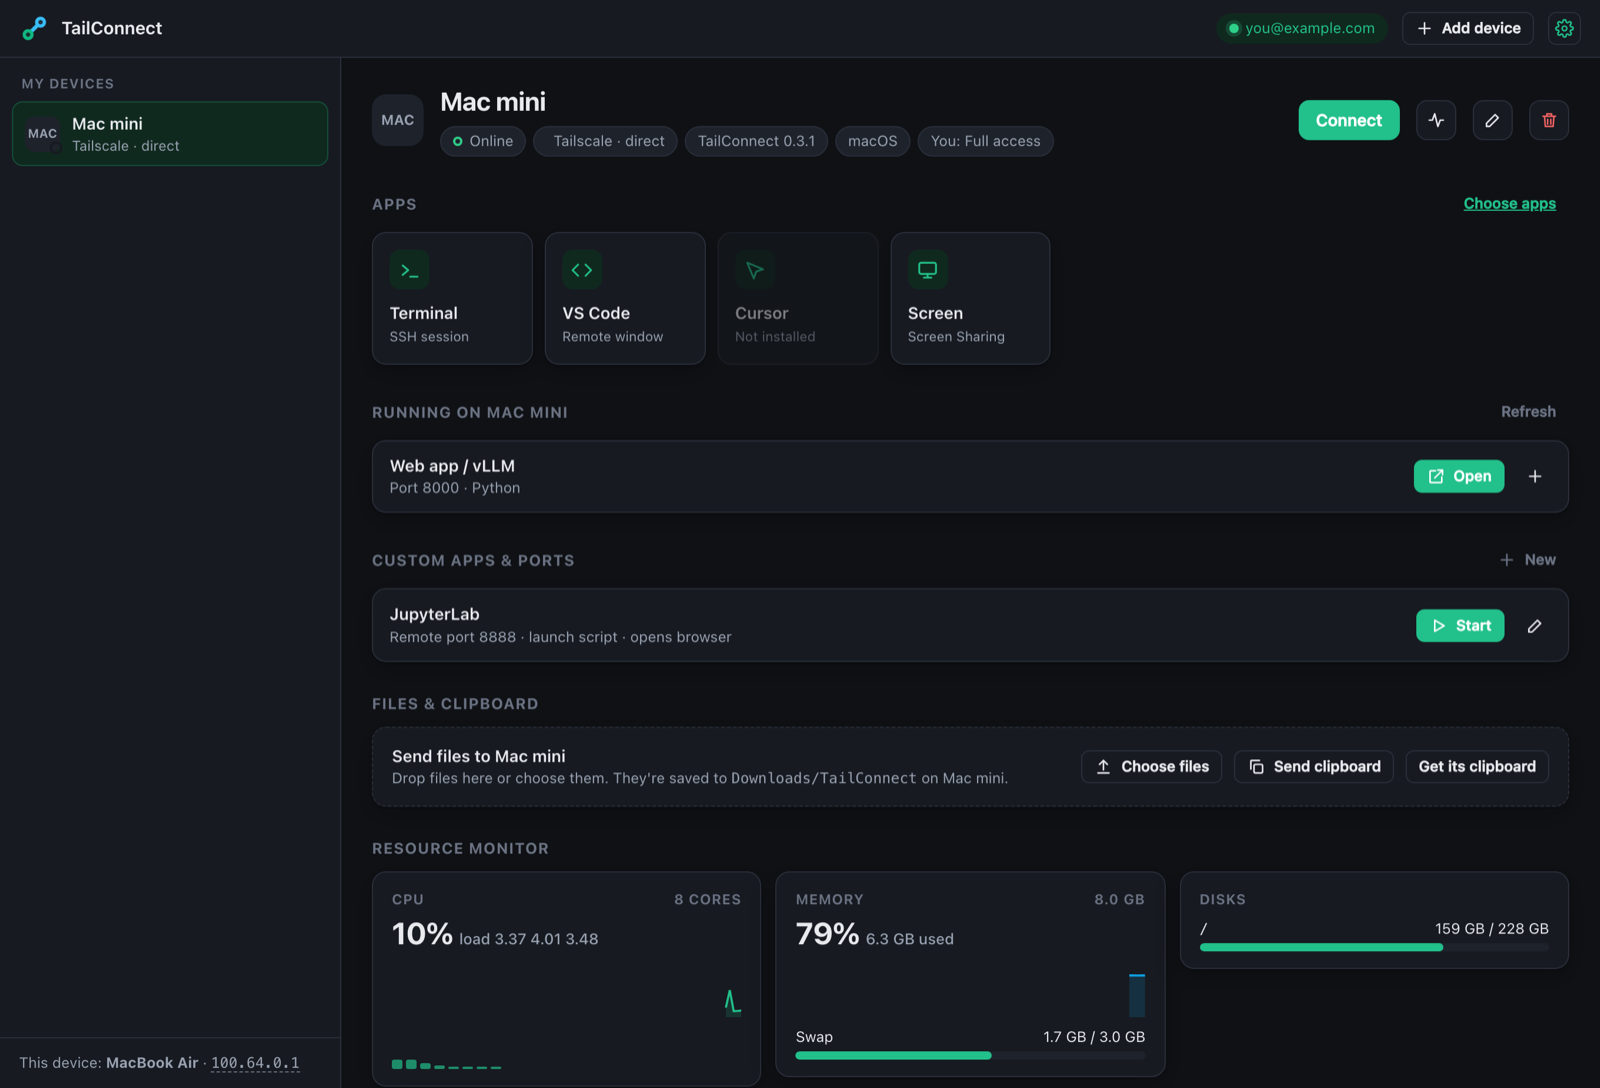 TailConnect
you@example.com
+ Add device
MY DEVICES
MAC
Mac mini
Tailscale · direct
MAC
Mac mini
Online
Tailscale · direct
TailConnect 0.3.1
macOS
You: Full access
Connect
APPS
Choose apps
Terminal
SSH session
VS Code
Remote window
Cursor
Not installed
Screen
Screen Sharing
RUNNING ON MAC MINI
Refresh
Web app / vLLM
Port 8000 · Python
Open
+
CUSTOM APPS & PORTS
+ New
JupyterLab
Remote port 8888 · launch script · opens browser
Start
FILES & CLIPBOARD
Send files to Mac mini
Drop files here or choose them. They're saved to Downloads/TailConnect on Mac mini.
Choose files
Send clipboard
Get its clipboard
RESOURCE MONITOR
CPU
8 CORES
10% load 3.37 4.01 3.48
MEMORY
8.0 GB
79% 6.3 GB used
Swap
1.7 GB / 3.0 GB
DISKS
/
159 GB / 228 GB
This device: MacBook Air · 100.64.0.1